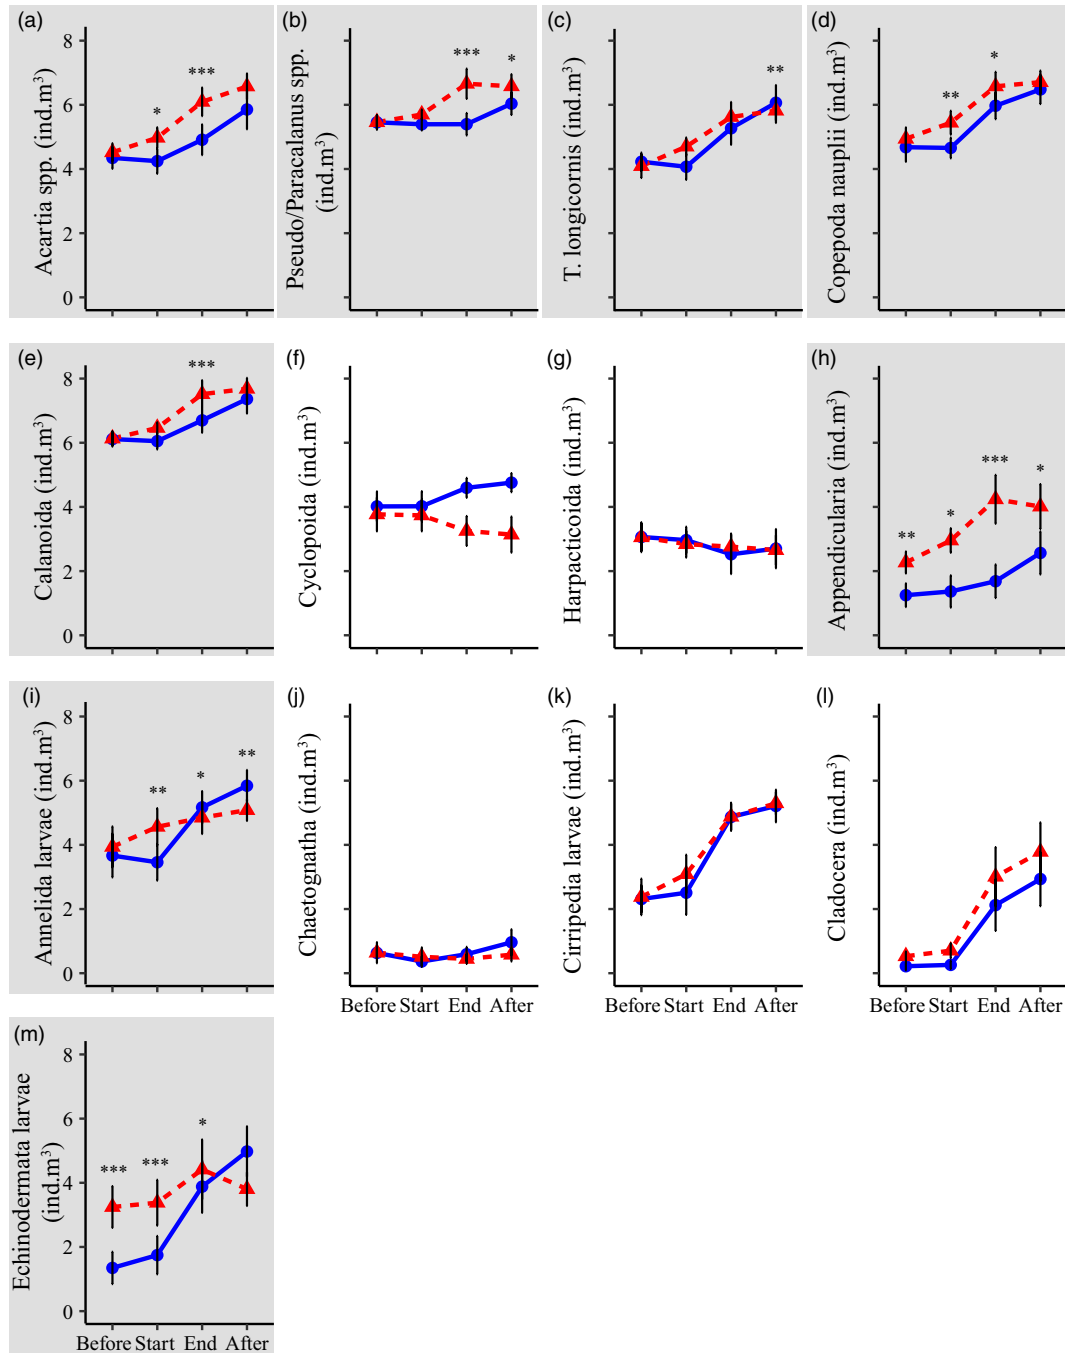 (a)
Acartia spp. (ind.m³)
8
6
4
2
0
*
***
(b)
Pseudo/Paracalanus spp.
(ind.m³)
***
*
(c)
T. longicornis (ind.m³)
**
(d)
Copepoda nauplii (ind.m³)
**
*
(e)
Calanoida (ind.m³)
8
6
4
2
0
***
(f)
Cyclopoida (ind.m³)
(g)
Harpacticoida (ind.m³)
(h)
Appendicularia (ind.m³)
**
*
***
*
(i)
Annelida larvae (ind.m³)
8
6
4
2
0
**
*
**
(j)
Chaetognatha (ind.m³)
Before Start End After
(k)
Cirripedia larvae (ind.m³)
Before Start End After
(l)
Cladocera (ind.m³)
Before Start End After
(m)
Echinodermata larvae
(ind.m³)
8
6
4
2
0
***
***
*
Before Start End After